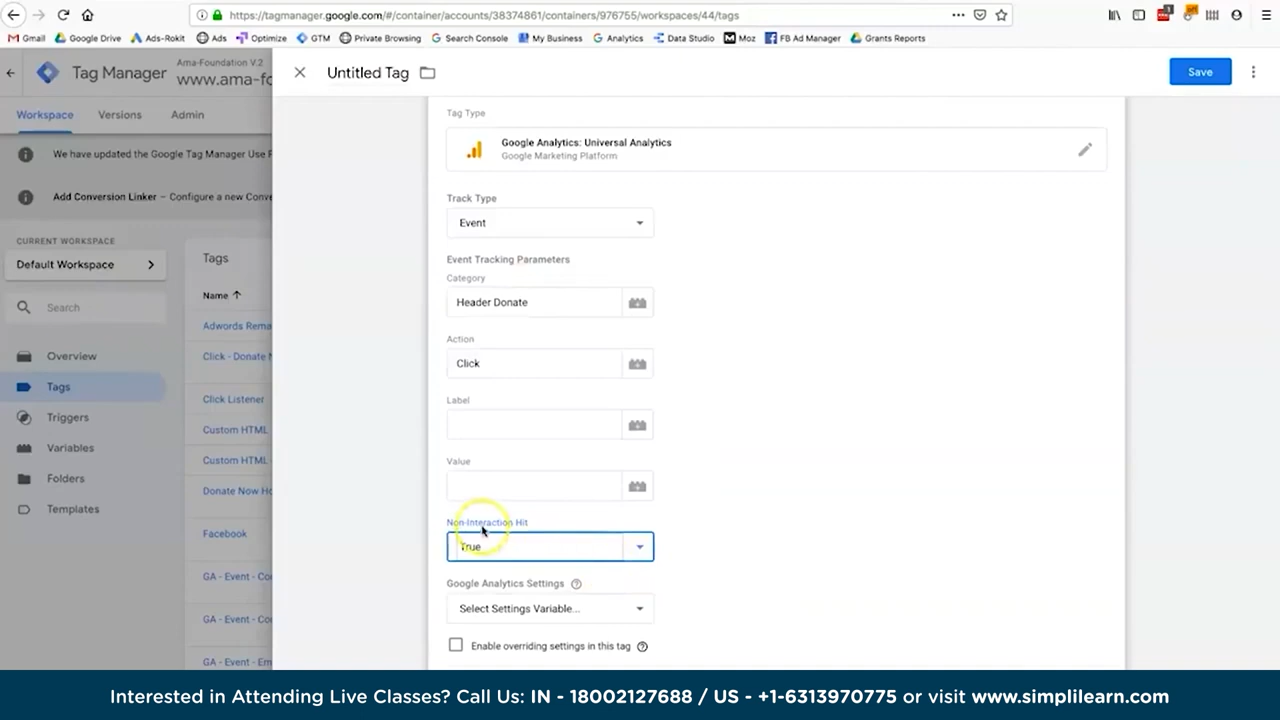 https://tagmanager.google.com/#/container/accounts/38374861/containers/976755/workspaces/44/tags
Gmail Google Drive Ads-Rokit Ads Optimize GTM Private Browsing Search Console My Business Analytics Data Studio Moz FB Ad Manager Grants Reports
Tag Manager
Ama-Foundation V.2
www.ama-fo
Untitled Tag
Save
Workspace Versions Admin
We have updated the Google Tag Manager Use
Add Conversion Linker – Configure a new Conve
CURRENT WORKSPACE
Default Workspace
Search
Overview
Tags
Triggers
Variables
Folders
Templates
Tags
Name
Adwords Rema
Click - Donate N
Click Listener
Custom HTML
Custom HTML
Donate Now Ho
Facebook
GA - Event - Co
GA - Event - Co
GA - Event - Em
Tag Type
Google Analytics: Universal Analytics
Google Marketing Platform
Track Type
Event
Event Tracking Parameters
Category
Header Donate
Action
Click
Label
Value
Non-Interaction Hit
True
Google Analytics Settings
Select Settings Variable...
Enable overriding settings in this tag
Interested in Attending Live Classes? Call Us: IN - 18002127688 / US - +1-6313970775 or visit www.simplilearn.com